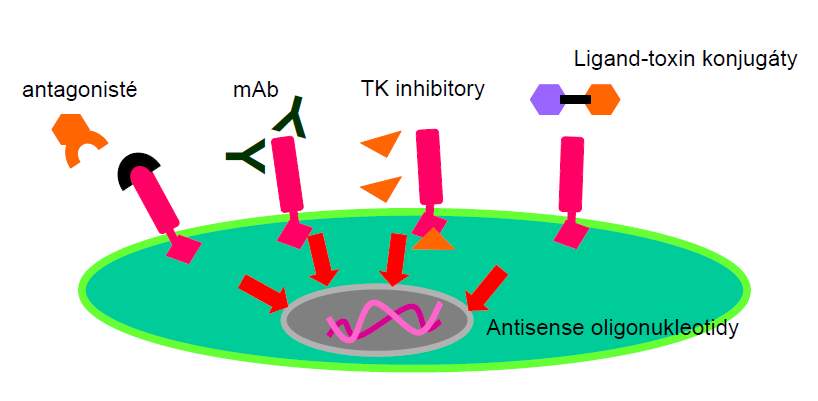 Ligand-toxin konjugáty
antagonisté
mAb
TK inhibitory
Antisense oligonukleotidy